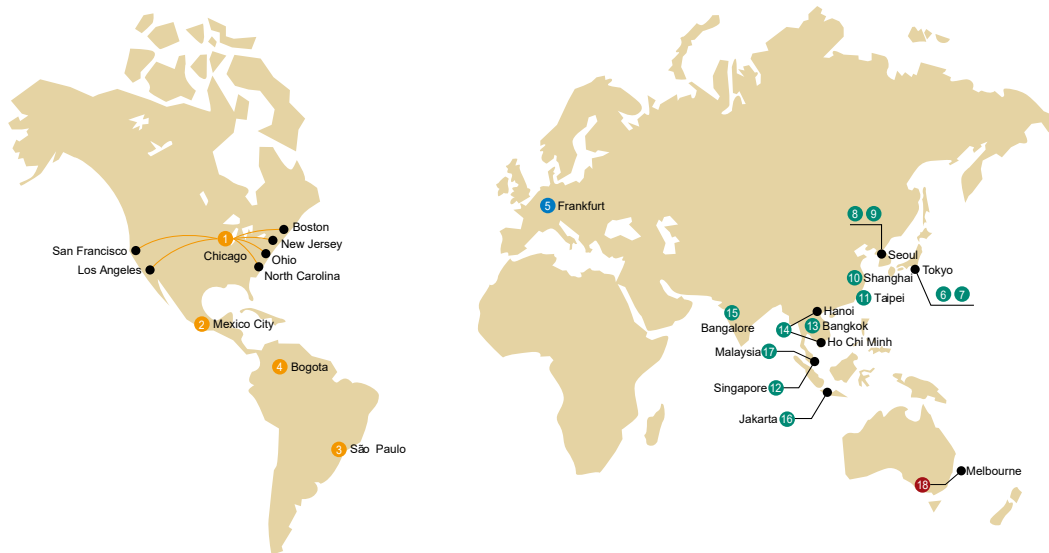 Boston
1
New Jersey
San Francisco
Chicago
Ohio
Los Angeles
North Carolina
2 Mexico City
4 Bogota
3 São Paulo
5 Frankfurt
8 9
Seoul
Tokyo
10 Shanghai
6 7
11 Taipei
15
Hanoi
Bangalore
14
13 Bangkok
Ho Chi Minh
Malaysia 17
Singapore 12
Jakarta 16
Melbourne
18